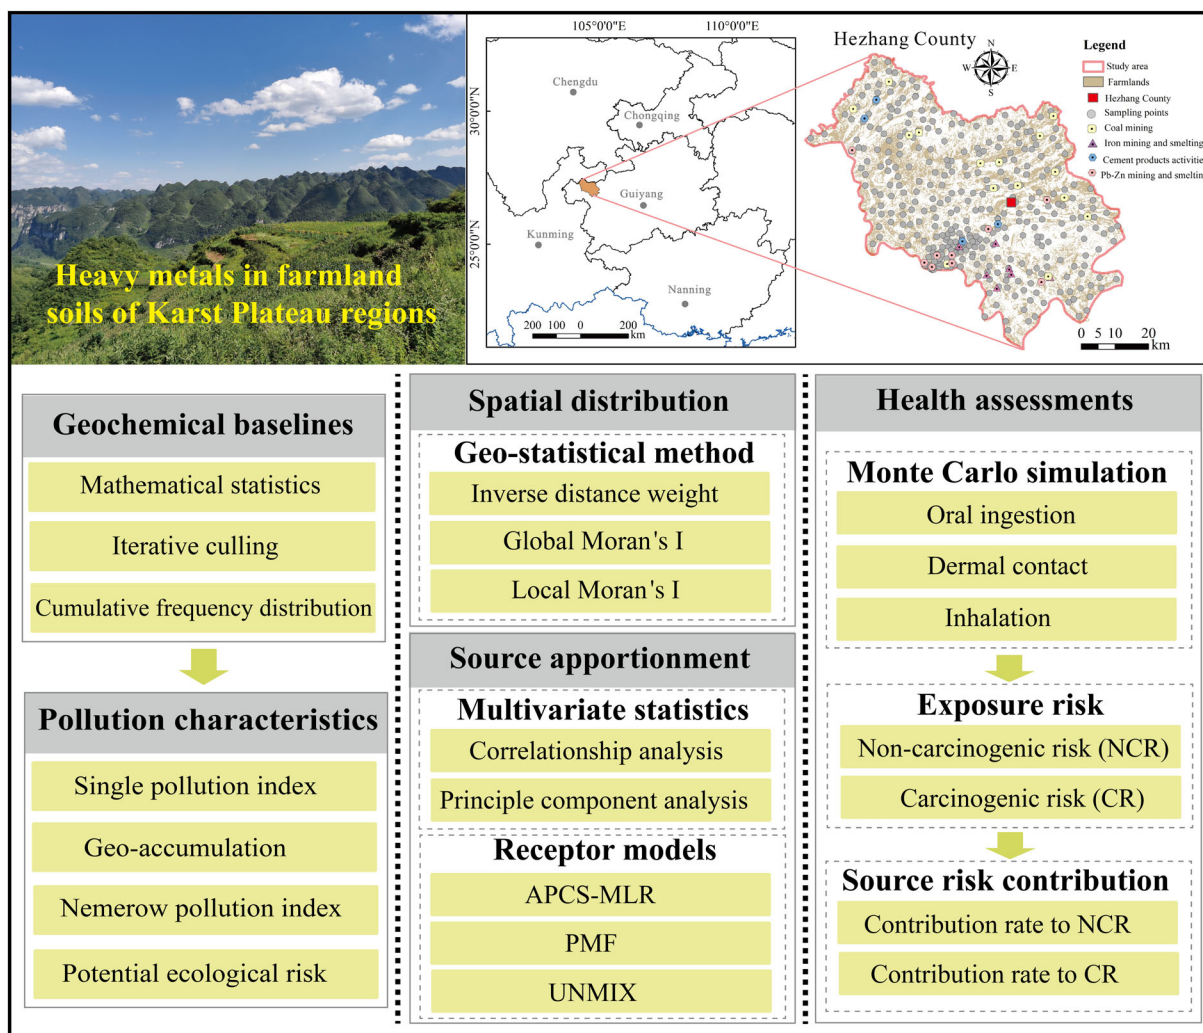 Heavy metals in farmland
soils of Karst Plateau regions
105°0'0"E
110°0'0"E
30°0'0"N
25°0'0"N
Chengdu
Chongqing
Guiyang
Kunming
Nanning
200 100 0 200
km
Hezhang County
N
W E
S
Legend
Study area
Farmlands
Hezhang County
Sampling points
Coal mining
Iron mining and smelting
Cement products activities
Pb-Zn mining and smelting
0 5 10 20
km
Geochemical baselines
Mathematical statistics
Iterative culling
Cumulative frequency distribution
Pollution characteristics
Single pollution index
Geo-accumulation
Nemerow pollution index
Potential ecological risk
Spatial distribution
Geo-statistical method
Inverse distance weight
Global Moran's I
Local Moran's I
Source apportionment
Multivariate statistics
Correlationship analysis
Principle component analysis
Receptor models
APCS-MLR
PMF
UNMIX
Health assessments
Monte Carlo simulation
Oral ingestion
Dermal contact
Inhalation
Exposure risk
Non-carcinogenic risk (NCR)
Carcinogenic risk (CR)
Source risk contribution
Contribution rate to NCR
Contribution rate to CR